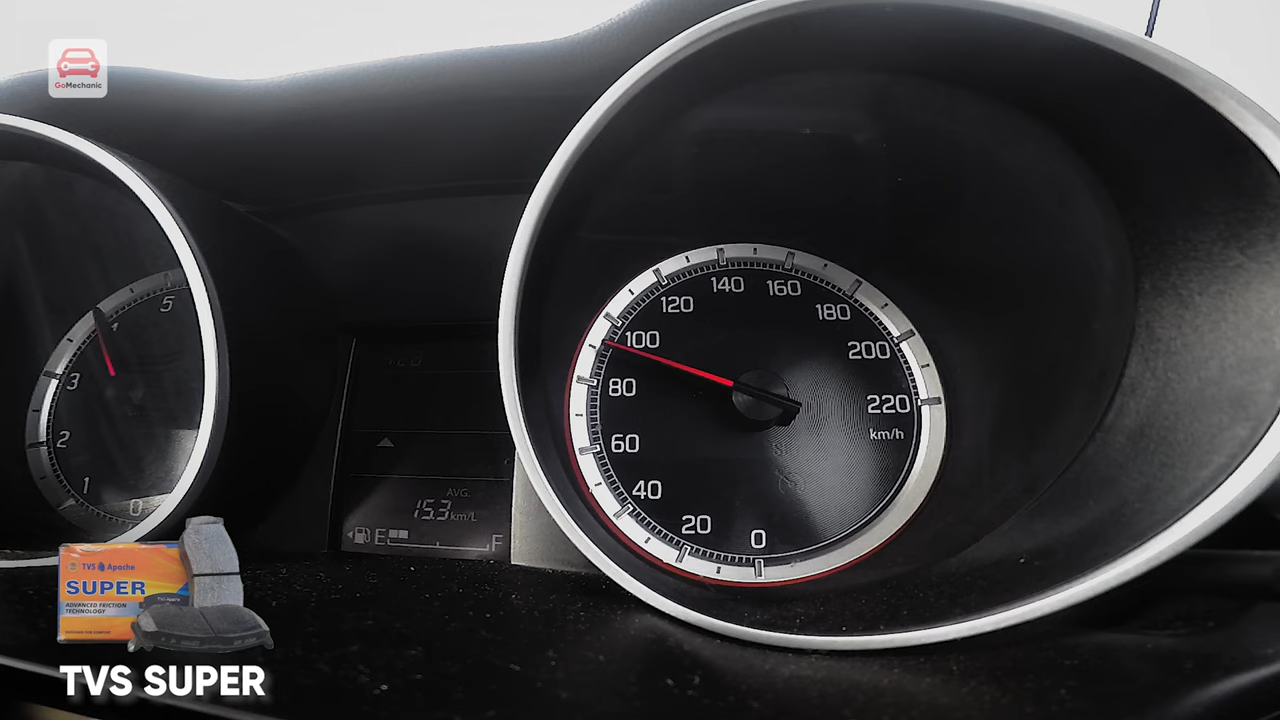 GoMechanic
5
4
3
2
1
0
AVG.
15.3 km/L
E F
140
160
120
180
100
200
80
220
km/h
60
40
20
0
TVS Apache
SUPER
ADVANCED FRICTION
TECHNOLOGY
TVS SUPER